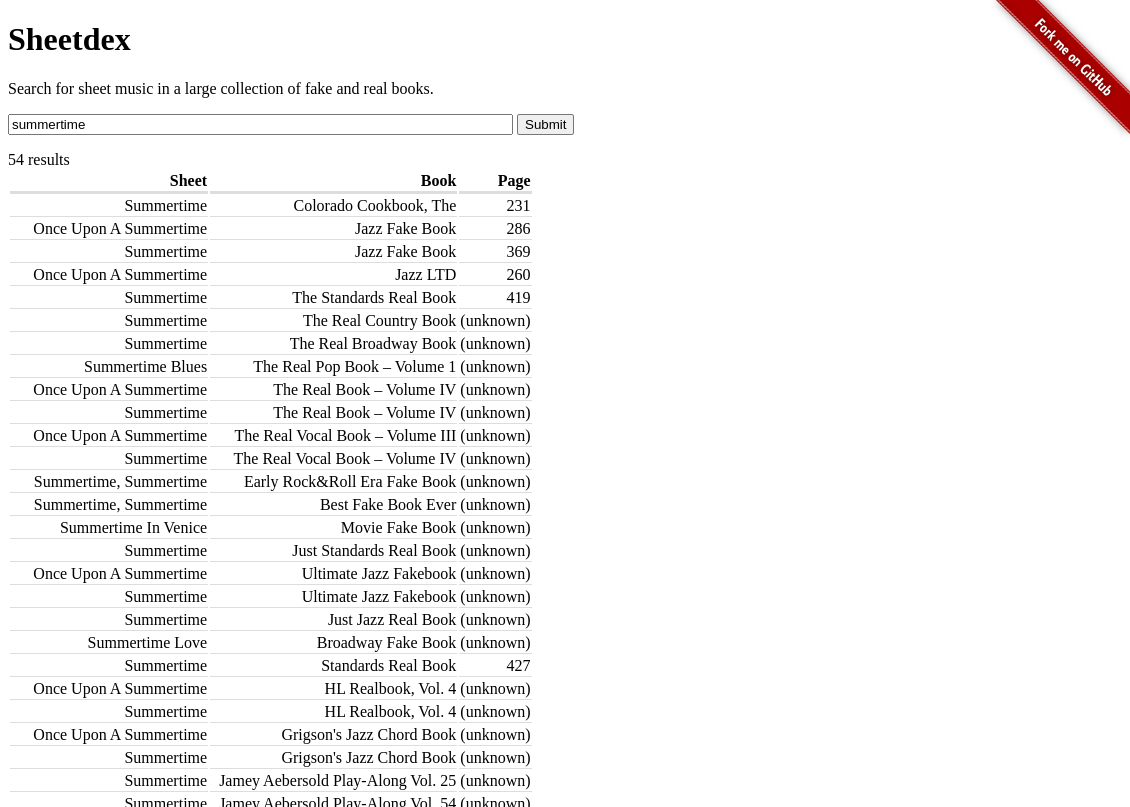 Fork me on GitHub
Sheetdex
Search for sheet music in a large collection of fake and real books.
summertime Submit
54 results
Sheet Book Page
Summertime Colorado Cookbook, The 231
Once Upon A Summertime Jazz Fake Book 286
Summertime Jazz Fake Book 369
Once Upon A Summertime Jazz LTD 260
Summertime The Standards Real Book 419
Summertime The Real Country Book (unknown)
Summertime The Real Broadway Book (unknown)
Summertime Blues The Real Pop Book – Volume 1 (unknown)
Once Upon A Summertime The Real Book – Volume IV (unknown)
Summertime The Real Book – Volume IV (unknown)
Once Upon A Summertime The Real Vocal Book – Volume III (unknown)
Summertime The Real Vocal Book – Volume IV (unknown)
Summertime, Summertime Early Rock&Roll Era Fake Book (unknown)
Summertime, Summertime Best Fake Book Ever (unknown)
Summertime In Venice Movie Fake Book (unknown)
Summertime Just Standards Real Book (unknown)
Once Upon A Summertime Ultimate Jazz Fakebook (unknown)
Summertime Ultimate Jazz Fakebook (unknown)
Summertime Just Jazz Real Book (unknown)
Summertime Love Broadway Fake Book (unknown)
Summertime Standards Real Book 427
Once Upon A Summertime HL Realbook, Vol. 4 (unknown)
Summertime HL Realbook, Vol. 4 (unknown)
Once Upon A Summertime Grigson's Jazz Chord Book (unknown)
Summertime Grigson's Jazz Chord Book (unknown)
Summertime Jamey Aebersold Play-Along Vol. 25 (unknown)
Summertime Jamey Aebersold Play-Along Vol. 54 (unknown)